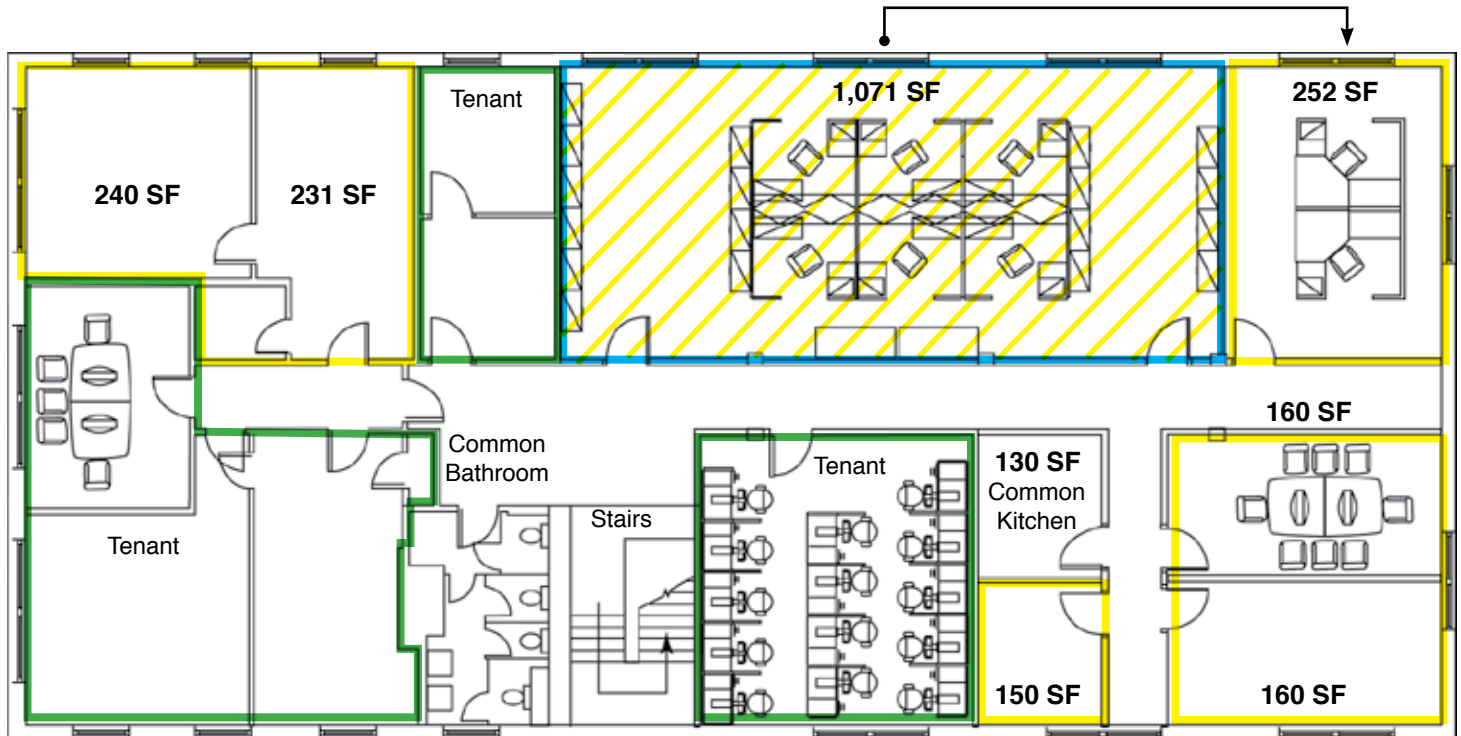 1,071 SF
252 SF
Tenant
240 SF
231 SF
160 SF
Common
Bathroom
Tenant
130 SF
Common
Kitchen
Stairs
Tenant
150 SF
160 SF